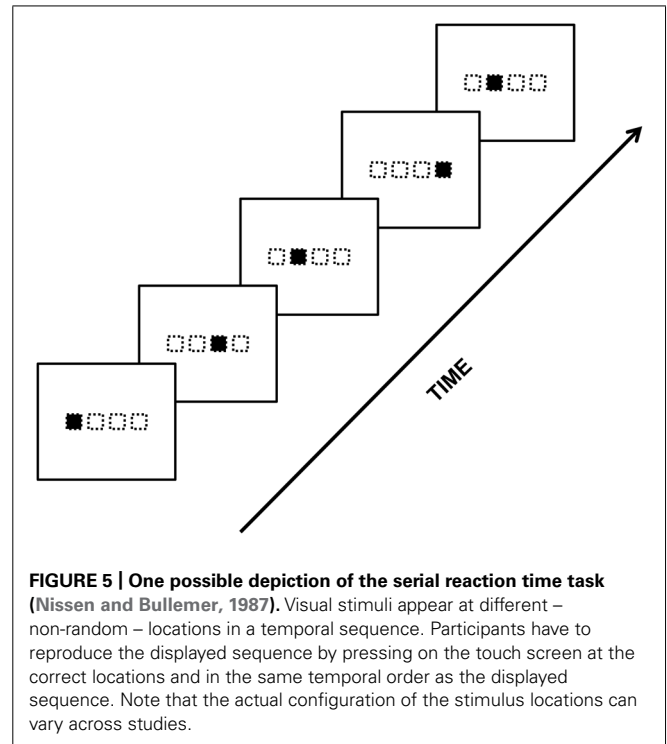 TIME
FIGURE 5 | One possible depiction of the serial reaction time task
(Nissen and Bullemer, 1987). Visual stimuli appear at different –
non-random – locations in a temporal sequence. Participants have to
reproduce the displayed sequence by pressing on the touch screen at the
correct locations and in the same temporal order as the displayed
sequence. Note that the actual configuration of the stimulus locations can
vary across studies.